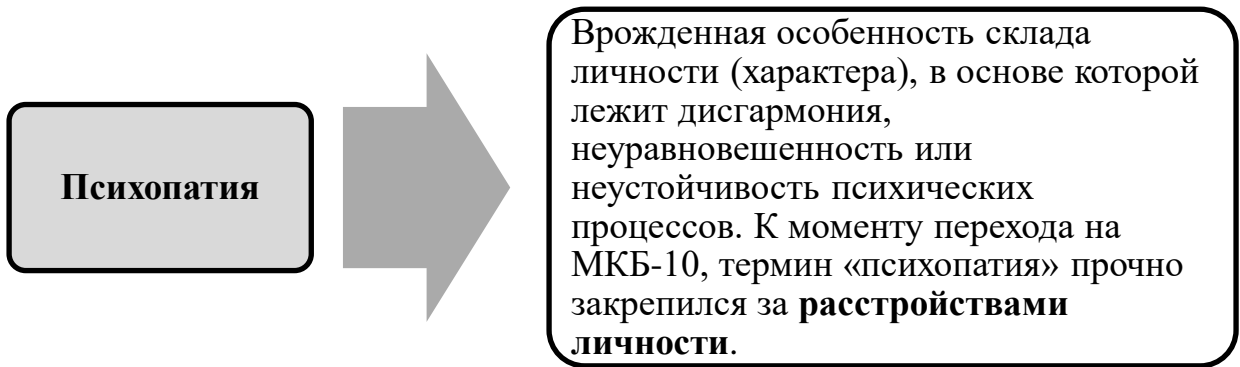 Психопатия
Врожденная особенность склада
личности (характера), в основе которой
лежит дисгармония,
неуравновешенность или
неустойчивость психических
процессов. К моменту перехода на
МКБ-10, термин «психопатия» прочно
закрепился за расстройствами
личности.